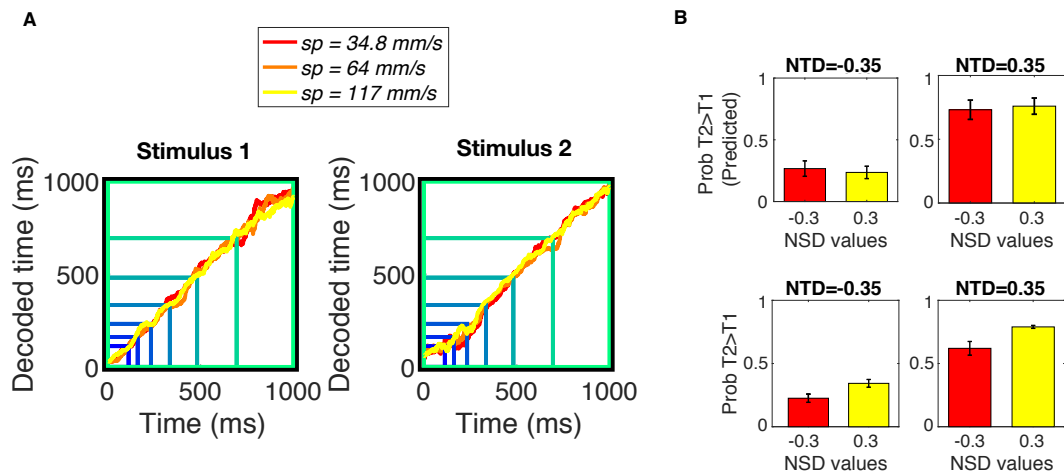 A
sp = 34.8 mm/s
sp = 64 mm/s
sp = 117 mm/s
Stimulus 1
Decoded time (ms)
1000
500
0
0 500 1000
Time (ms)
Stimulus 2
Decoded time (ms)
1000
500
0
0 500 1000
Time (ms)
B
NTD=-0.35
Prob T2>T1
(Predicted)
1
0.5
0
-0.3 0.3
NSD values
NTD=0.35
1
0.5
0
-0.3 0.3
NSD values
NTD=-0.35
Prob T2>T1
1
0.5
0
-0.3 0.3
NSD values
NTD=0.35
1
0.5
0
-0.3 0.3
NSD values